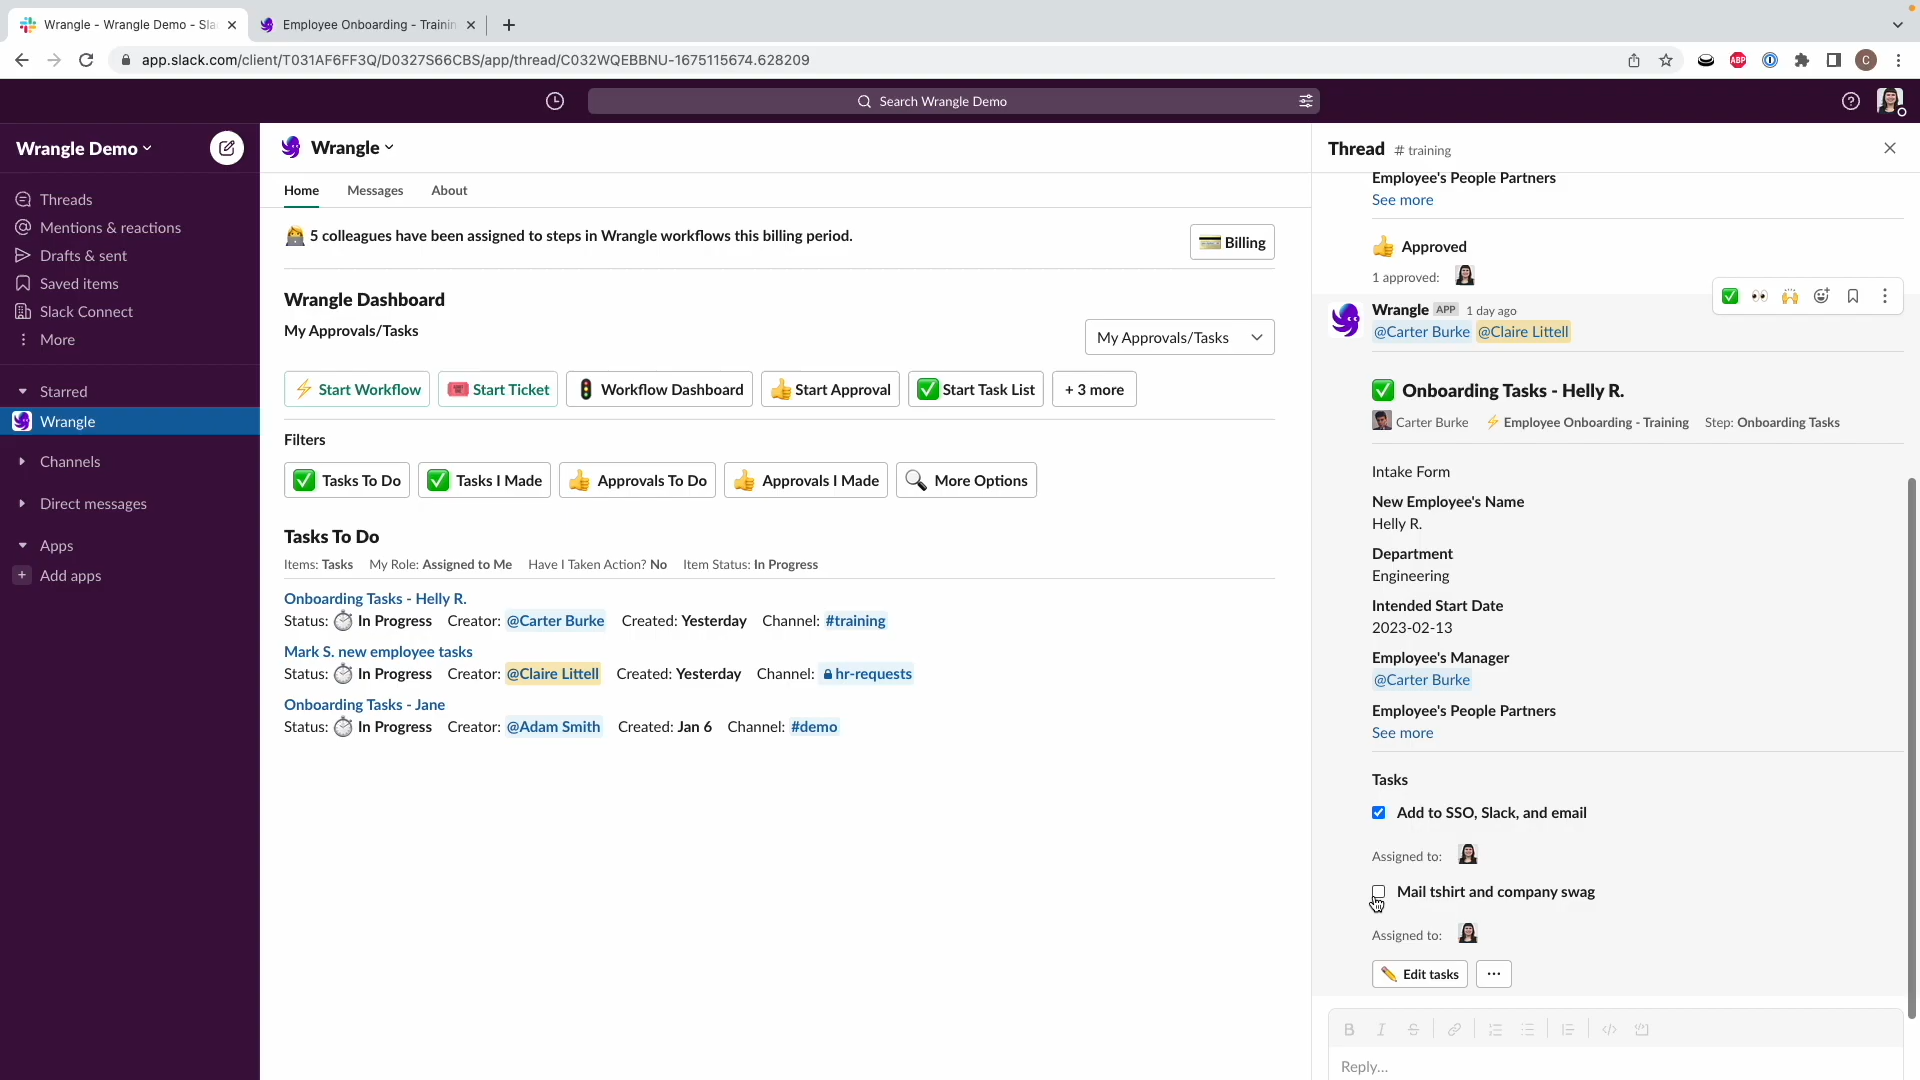 Wrangle - Wrangle Demo - Sla
Employee Onboarding - Trainin
app.slack.com/client/T031AF6FF3Q/D0327S66CBS/app/thread/C032WQEBBNU-1675115674.628209
ABP
C
Search Wrangle Demo
Wrangle Demo
Threads
Mentions & reactions
Drafts & sent
Saved items
Slack Connect
More
Starred
Wrangle
Channels
Direct messages
Apps
Add apps
Wrangle
Home Messages About
5 colleagues have been assigned to steps in Wrangle workflows this billing period.
Billing
Wrangle Dashboard
My Approvals/Tasks
My Approvals/Tasks
Start Workflow Start Ticket Workflow Dashboard Start Approval Start Task List + 3 more
Filters
Tasks To Do Tasks I Made Approvals To Do Approvals I Made More Options
Tasks To Do
Items: Tasks My Role: Assigned to Me Have I Taken Action? No Item Status: In Progress
Onboarding Tasks - Helly R.
Status: In Progress Creator: @Carter Burke Created: Yesterday Channel: #training
Mark S. new employee tasks
Status: In Progress Creator: @Claire Littell Created: Yesterday Channel: hr-requests
Onboarding Tasks - Jane
Status: In Progress Creator: @Adam Smith Created: Jan 6 Channel: #demo
Thread # training
Employee's People Partners
See more
Approved
1 approved:
Wrangle APP 1 day ago
@Carter Burke @Claire Littell
Onboarding Tasks - Helly R.
Carter Burke Employee Onboarding - Training Step: Onboarding Tasks
Intake Form
New Employee's Name
Helly R.
Department
Engineering
Intended Start Date
2023-02-13
Employee's Manager
@Carter Burke
Employee's People Partners
See more
Tasks
Add to SSO, Slack, and email
Assigned to:
Mail tshirt and company swag
Assigned to:
Edit tasks
Reply...